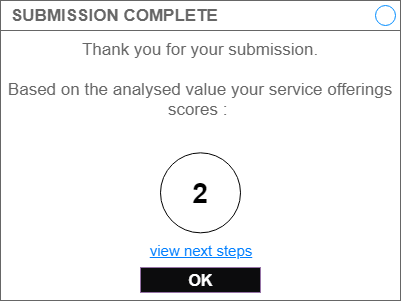 SUBMISSION COMPLETE
Thank you for your submission.
Based on the analysed value your service offerings
scores :
2
view next steps
OK